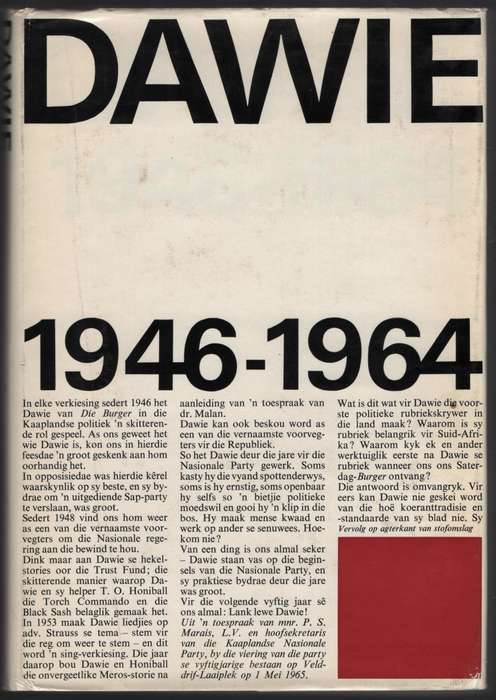 DAWIE
DAWIE
1946-1964
In elke verkiesing sedert 1946 het
Dawie van Die Burger in die
Kaaplandse politiek 'n skitteren-
de rol gespeel. As ons geweet het
wie Dawie is, kon ons in hierdie
feesdae 'n groot geskenk aan hom
oorhandig het.
In oppossiedae was hierdie kêrel
waarskynlik op sy beste, en sy by-
drae om 'n uitgediende Sap-party
te verslaan, was groot.
Sedert 1948 vind ons hom weer
as een van die vernaamste voor-
vegters om die Nasionale rege-
ring aan die bewind te hou.
Dink maar aan Dawie se hekel-
stories oor die Trust Fund; die
skitterende manier waarop Da-
wie en sy helper T. O. Honiball
die Torch Commando en die
Black Sash belaglik gemaak het.
In 1953 maak Dawie liedjies op
adv. Strauss se tema – stem vir
die reg om weer te stem – en dit
word 'n sing-verkiesing. Die jaar
daarop bou Dawie en Honiball
die onvergeetlike Meros-storie na
aanleiding van 'n toespraak van
dr. Malan.
Dawie kan ook beskou word as
een van die vernaamste voorveg-
ters vir die Republiek.
So het Dawie deur die jare vir die
Nasionale Party gewerk. Soms
kasty hy die vyand spottenderwys,
soms is hy ernstig, soms openbaar
hy selfs so 'n bietjie politieke
moedswil en gooi hy 'n klip in die
bos. Hy maak mense kwaad en
werk op ander se senuwees. Hoe-
kom nie?
Van een ding is ons almal seker
– Dawie staan vas op die begin-
sels van die Nasionale Party, en
sy praktiese bydrae deur die jare
was groot.
Vir die volgende vyftig jaar sê
ons almal: Lank lewe Dawie!
Uit 'n toespraak van mnr. P. S.
Marais, L.V. en hoofsekretaris
van die Kaaplandse Nasionale
Party, by die viering van die party
se vyftigjarige bestaan op Veld-
drif-Laaiplek op 1 Mei 1965.
Wat is dit wat vir Dawie die voor-
ste politieke rubriekskrywer in
die land maak? Waarom is sy
rubriek belangrik vir Suid-Afri-
ka? Waarom kyk ek en ander
werktuiglik eerste na Dawie se
rubriek wanneer ons ons Sater-
dag-Burger ontvang?
Die antwoord is omvangryk. Vir
eers kan Dawie nie geskei word
van die hoë koerantradisie en
-standaarde van sy blad nie. Sy
Vervolg op agterkant van stofomslag